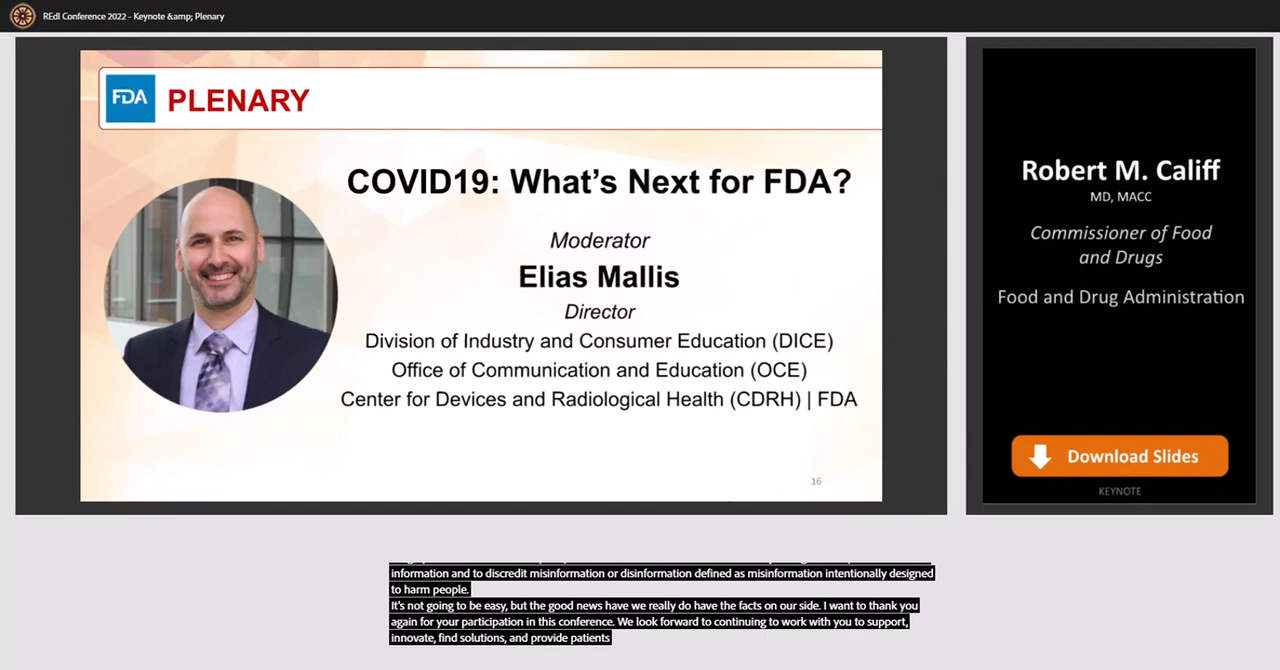 REdI Conference 2022 - Keynote &amp; Plenary
FDA PLENARY
COVID19: What's Next for FDA?
Moderator
Elias Mallis
Director
Division of Industry and Consumer Education (DICE)
Office of Communication and Education (OCE)
Center for Devices and Radiological Health (CDRH) | FDA
16
Robert M. Califf
MD, MACC
Commissioner of Food
and Drugs
Food and Drug Administration
Download Slides
KEYNOTE
information and to discredit misinformation or disinformation defined as misinformation intentionally designed
to harm people.
It's not going to be easy, but the good news have we really do have the facts on our side. I want to thank you
again for your participation in this conference. We look forward to continuing to work with you to support,
innovate, find solutions, and provide patients